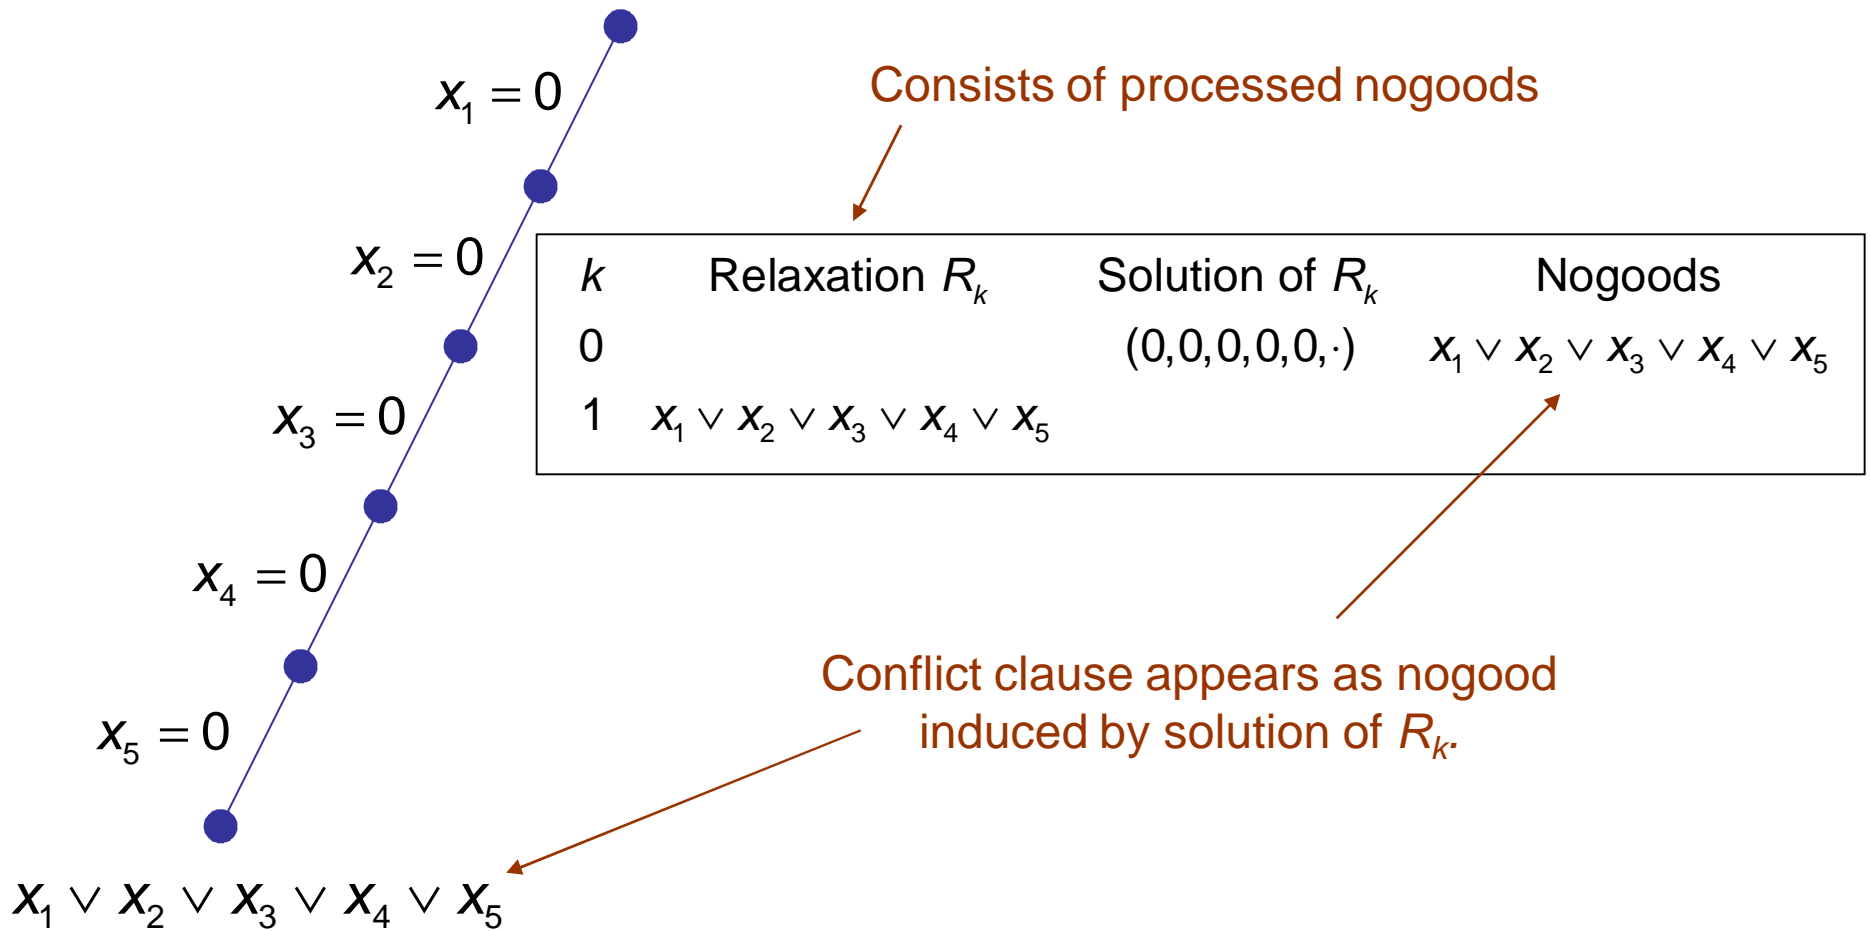 x₁ = 0
Consists of processed nogoods
x₂ = 0
k Relaxation Rₖ Solution of Rₖ Nogoods
0 (0,0,0,0,0,·) x₁ ∨ x₂ ∨ x₃ ∨ x₄ ∨ x₅
x₃ = 0
1 x₁ ∨ x₂ ∨ x₃ ∨ x₄ ∨ x₅
x₄ = 0
Conflict clause appears as nogood
induced by solution of Rₖ.
x₅ = 0
x₁ ∨ x₂ ∨ x₃ ∨ x₄ ∨ x₅